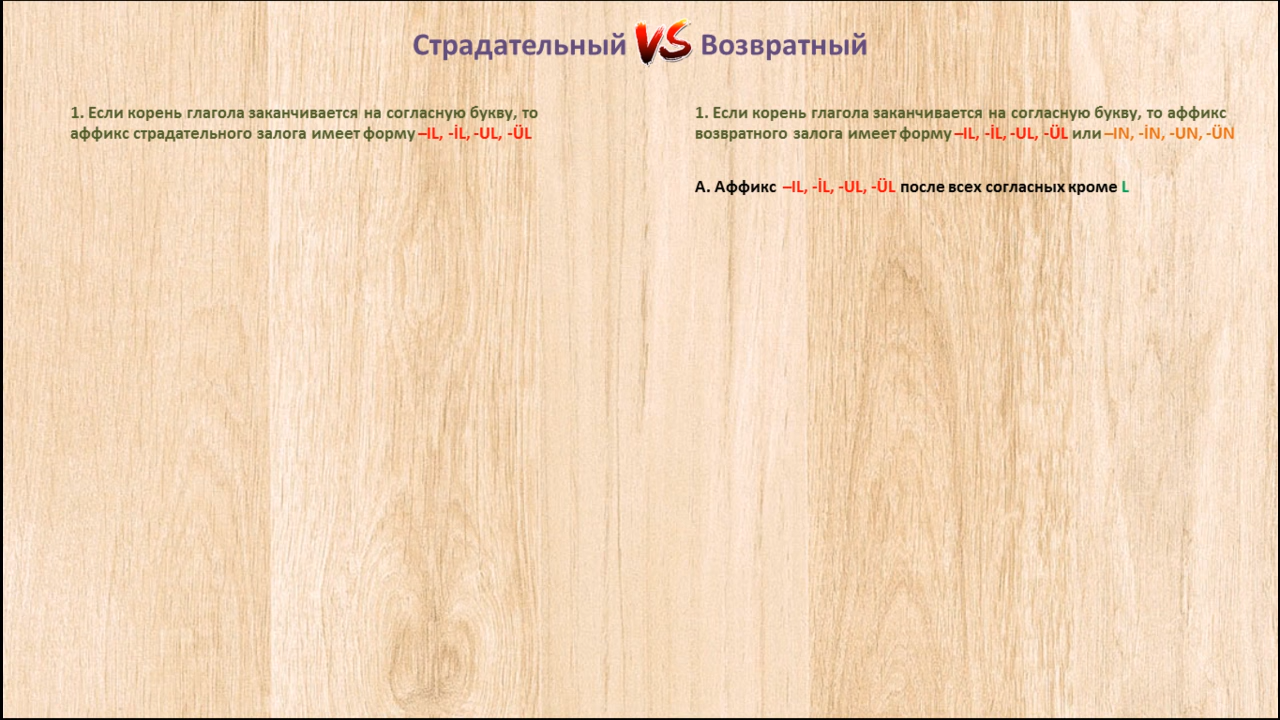 Страдательный VS Возвратный
1. Если корень глагола заканчивается на согласную букву, то
аффикс страдательного залога имеет форму –IL, -İL, -UL, -ÜL
1. Если корень глагола заканчивается на согласную букву, то аффикс
возвратного залога имеет форму –IL, -İL, -UL, -ÜL или –IN, -İN, -UN, -ÜN
А. Аффикс –IL, -İL, -UL, -ÜL после всех согласных кроме L